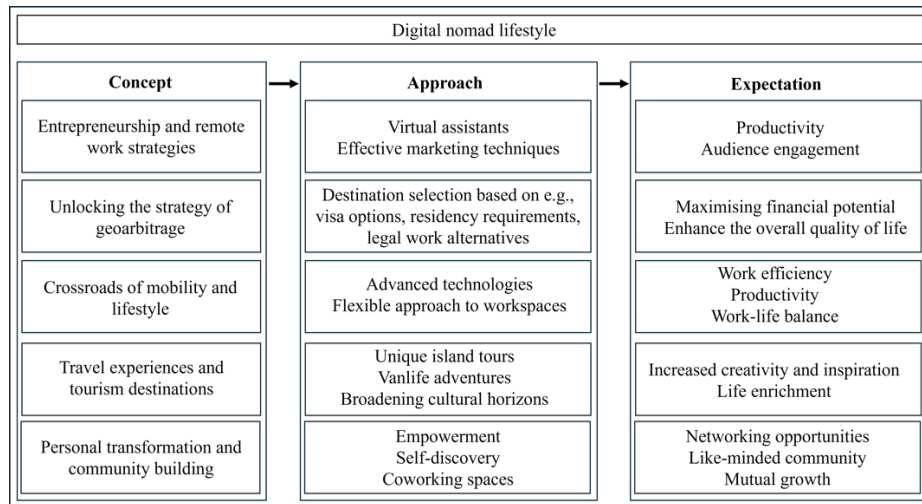 Digital nomad lifestyle
Concept
Approach
Expectation
Entrepreneurship and remote
work strategies
Virtual assistants
Effective marketing techniques
Productivity
Audience engagement
Unlocking the strategy of
geoarbitrage
Destination selection based on e.g.,
visa options, residency requirements,
legal work alternatives
Maximising financial potential
Enhance the overall quality of life
Crossroads of mobility and
lifestyle
Advanced technologies
Flexible approach to workspaces
Work efficiency
Productivity
Work-life balance
Travel experiences and
tourism destinations
Unique island tours
Vanlife adventures
Broadening cultural horizons
Increased creativity and inspiration
Life enrichment
Personal transformation and
community building
Empowerment
Self-discovery
Coworking spaces
Networking opportunities
Like-minded community
Mutual growth